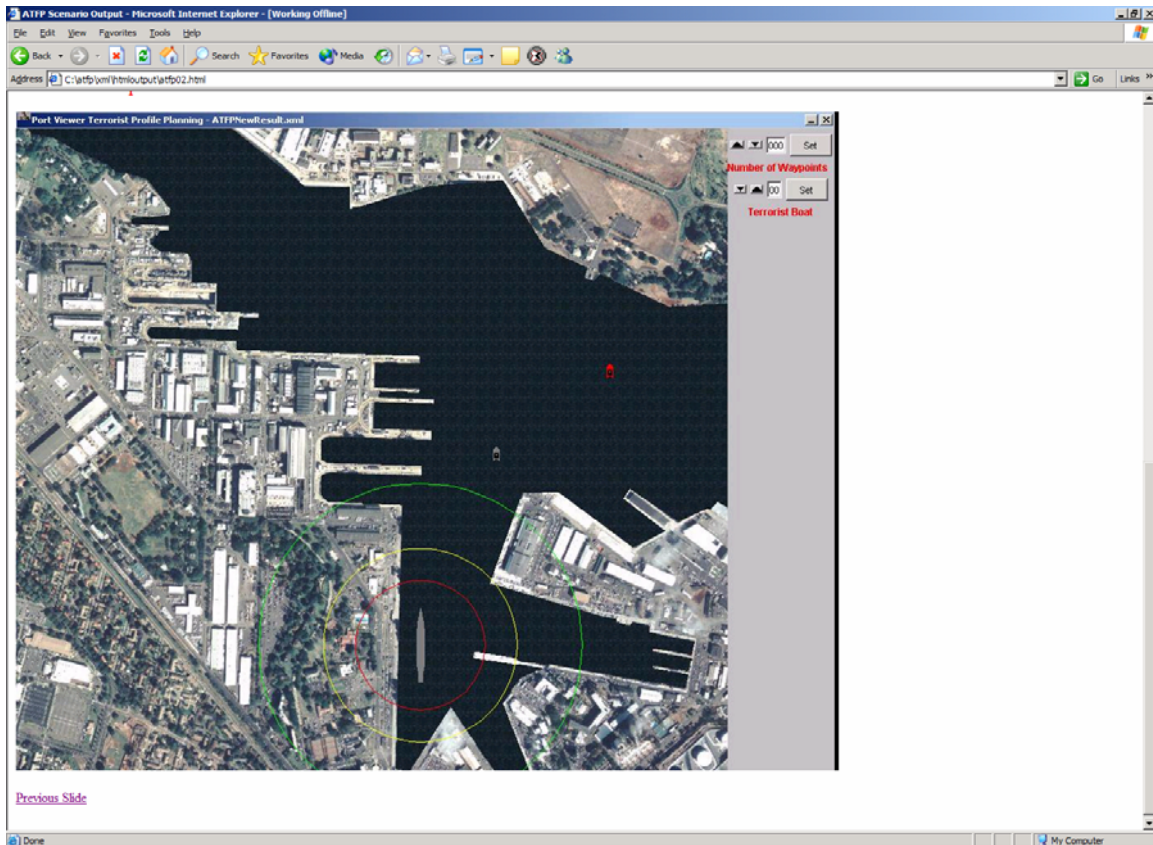 ATFP Scenario Output - Microsoft Internet Explorer - [Working Offline]
File Edit View Favorites Tools Help
Back Search Favorites Media
Address C:\atfp\xml\htmloutput\atfp02.html Go Links »
Port Viewer Terrorist Profile Planning - ATFPNewResult.xml
000 Set
Number of Waypoints
00 Set
Terrorist Boat
Previous Slide
Done My Computer